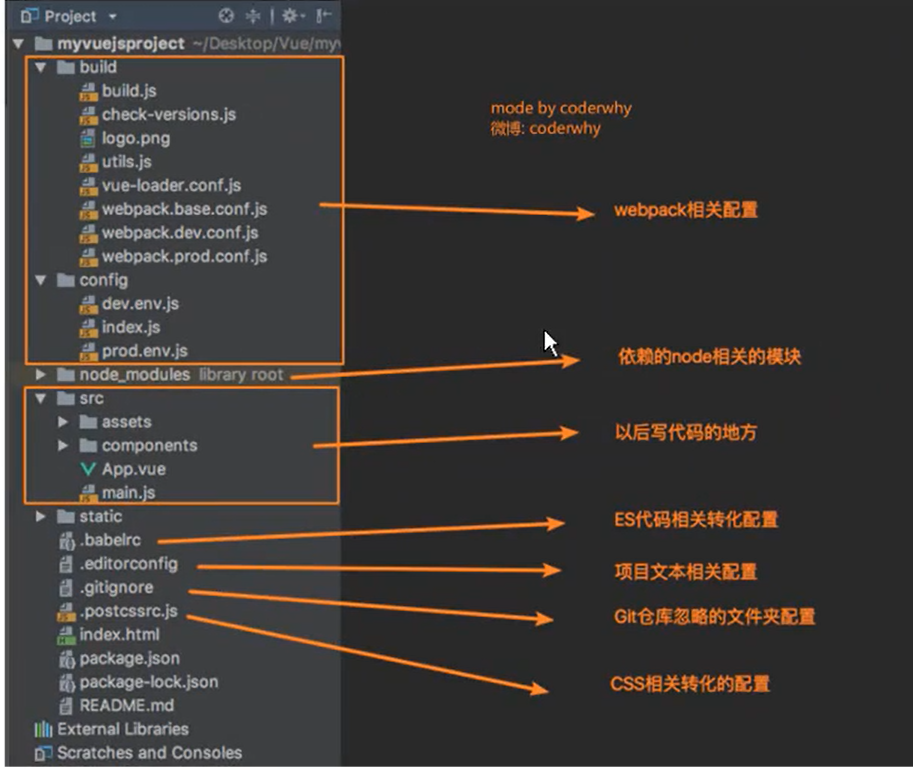 Project
myvuejsproject ~/Desktop/Vue/myv
build
build.js
check-versions.js
logo.png
utils.js
vue-loader.conf.js
webpack.base.conf.js
webpack.dev.conf.js
webpack.prod.conf.js
config
dev.env.js
index.js
prod.env.js
node_modules library root
src
assets
components
App.vue
main.js
static
.babelrc
.editorconfig
.gitignore
.postcssrc.js
index.html
package.json
package-lock.json
README.md
External Libraries
Scratches and Consoles
mode by coderwhy
微博: coderwhy
webpack相关配置
依赖的node相关的模块
以后写代码的地方
ES代码相关转化配置
项目文本相关配置
Git仓库忽略的文件夹配置
CSS相关转化的配置